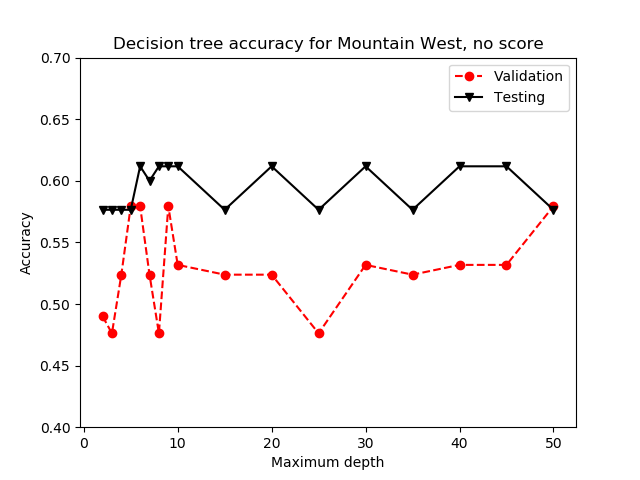 Decision tree accuracy for Mountain West, no score
Validation
Testing
0.70
0.65
0.60
0.55
0.50
0.45
0.40
Accuracy
0 10 20 30 40 50
Maximum depth